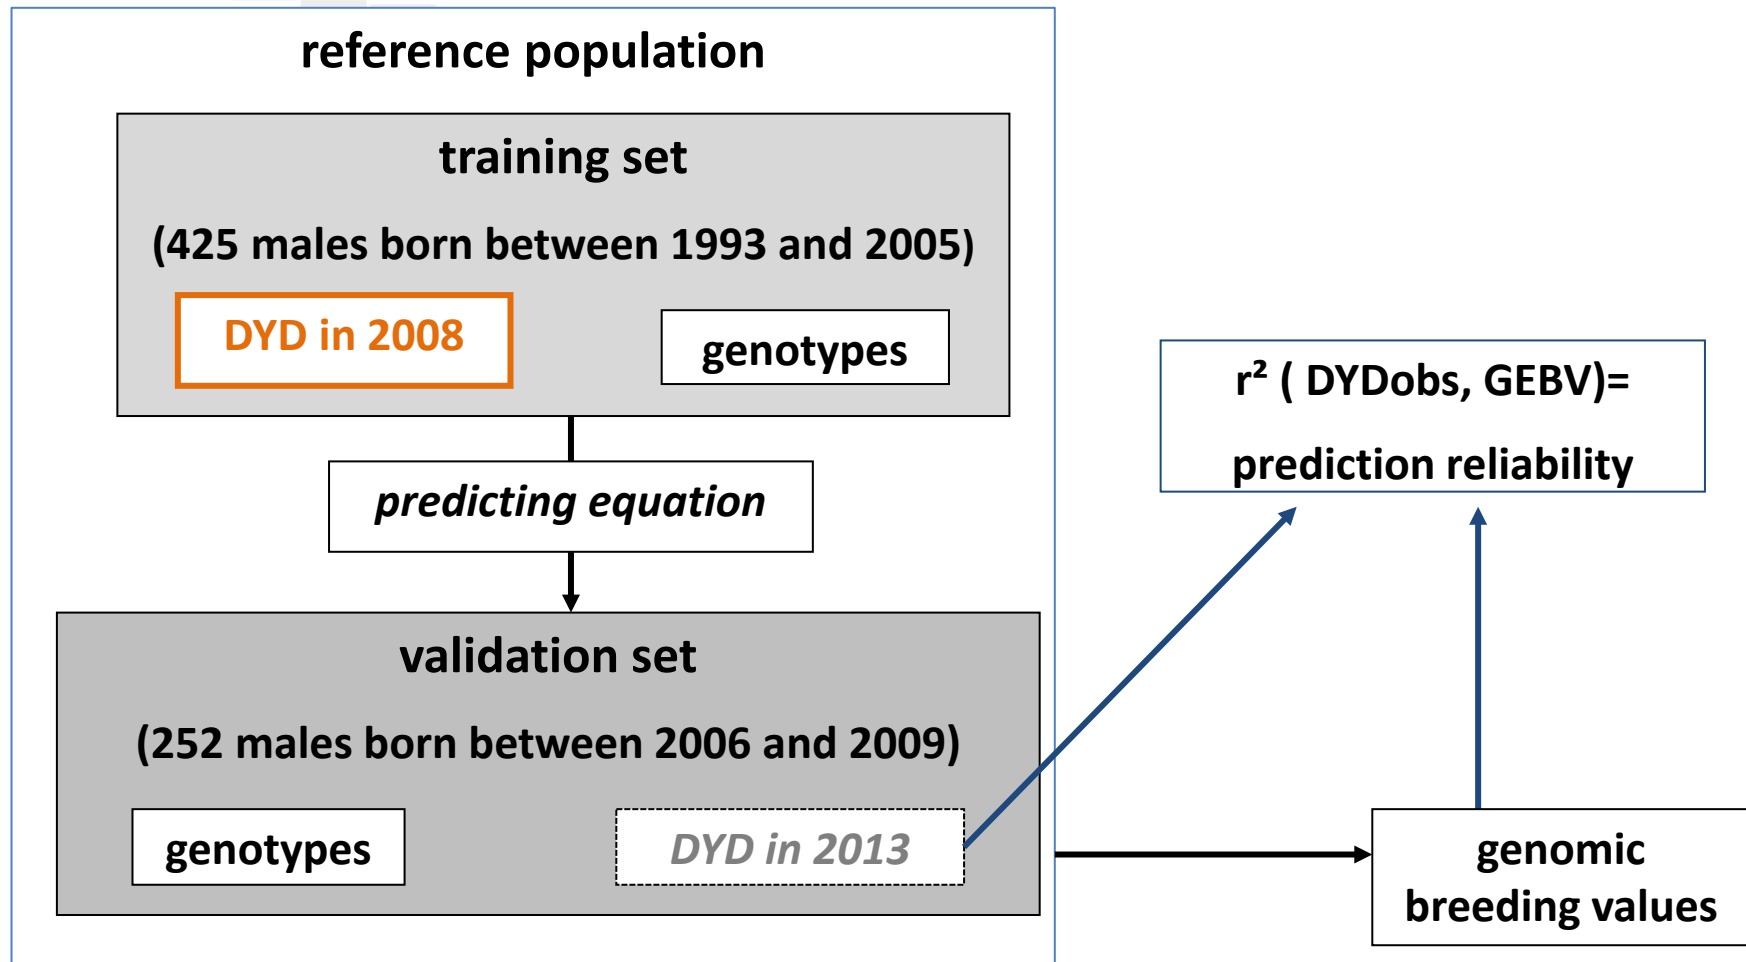 reference population
training set
(425 males born between 1993 and 2005)
DYD in 2008
genotypes
predicting equation
validation set
(252 males born between 2006 and 2009)
genotypes
DYD in 2013
r² ( DYDobs, GEBV)=
prediction reliability
genomic
breeding values